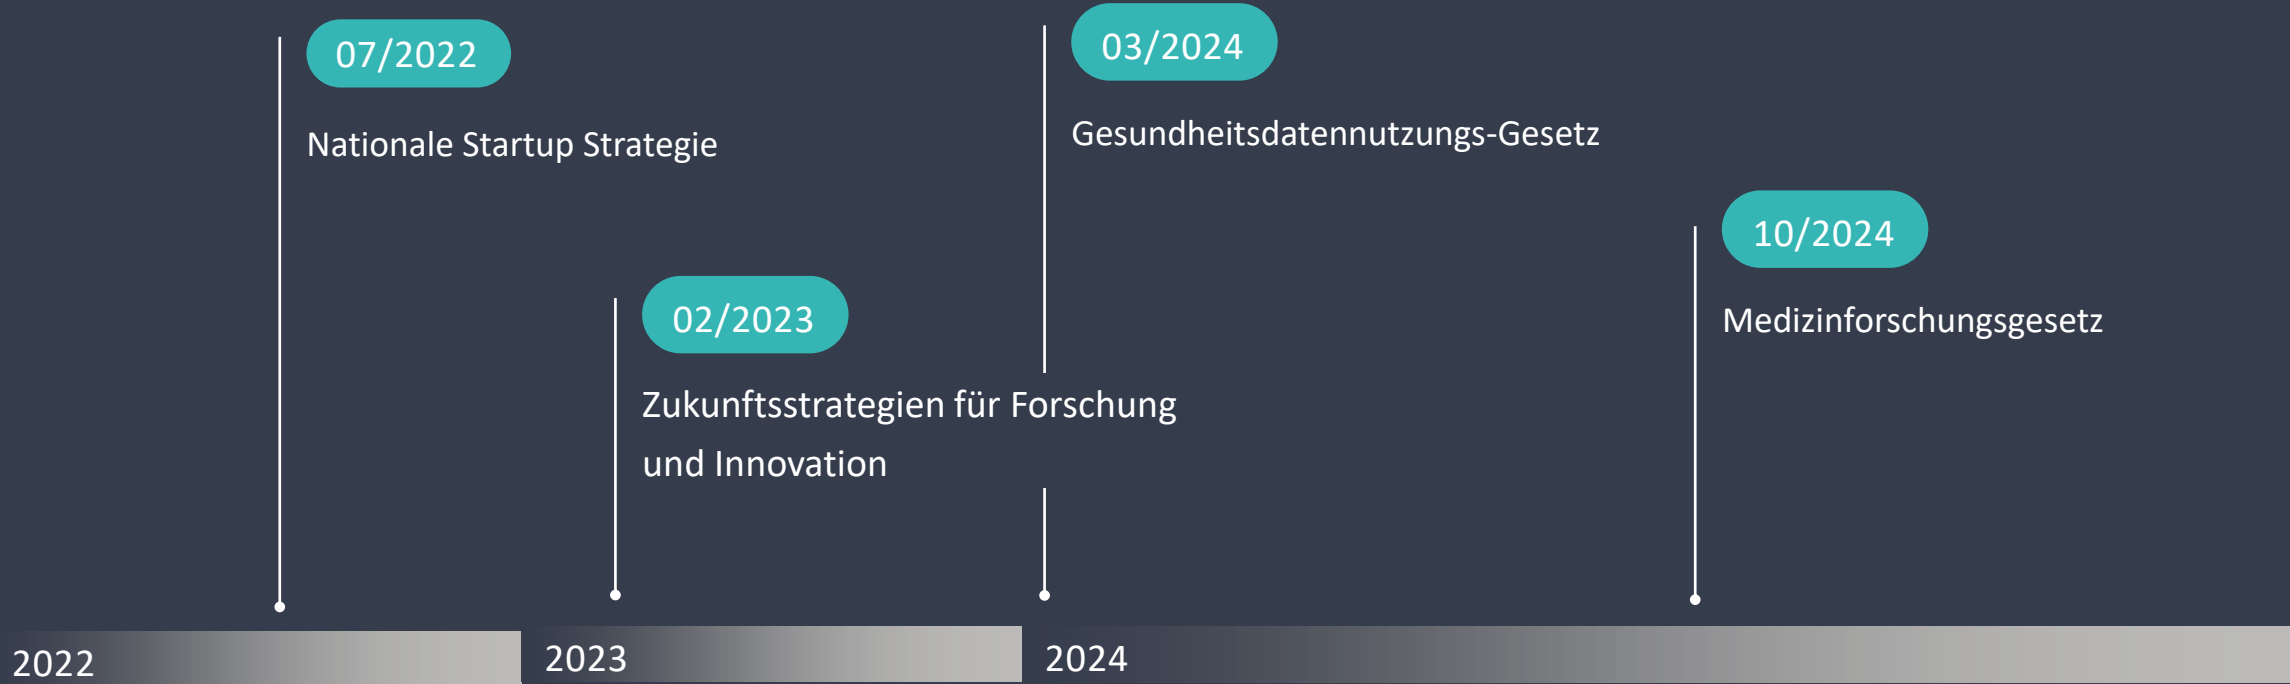 07/2022
Nationale Startup Strategie
02/2023
Zukunftsstrategien für Forschung
und Innovation
03/2024
Gesundheitsdatennutzungs-Gesetz
10/2024
Medizinforschungsgesetz
2022
2023
2024